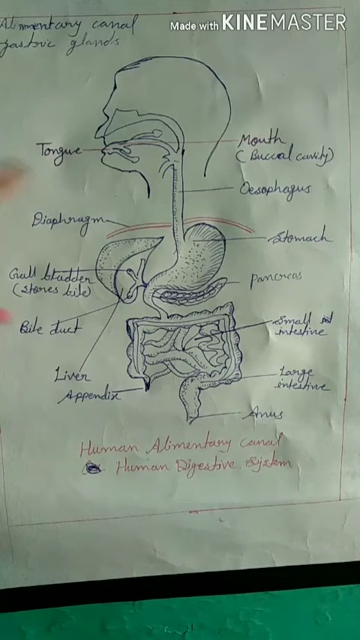 Alimmentary canal
gastric glands
Made with KINEMASTER
Tongue
Mouth
(Buccal cavity)
Oesophagus
Diaphragm
Stomach
Gall bladder
(stores bile)
Pancreas
Bile duct
Small
intestine
Liver
Large
intestine
Appendix
Anus
Human Alimentary canal
Human Digestive System